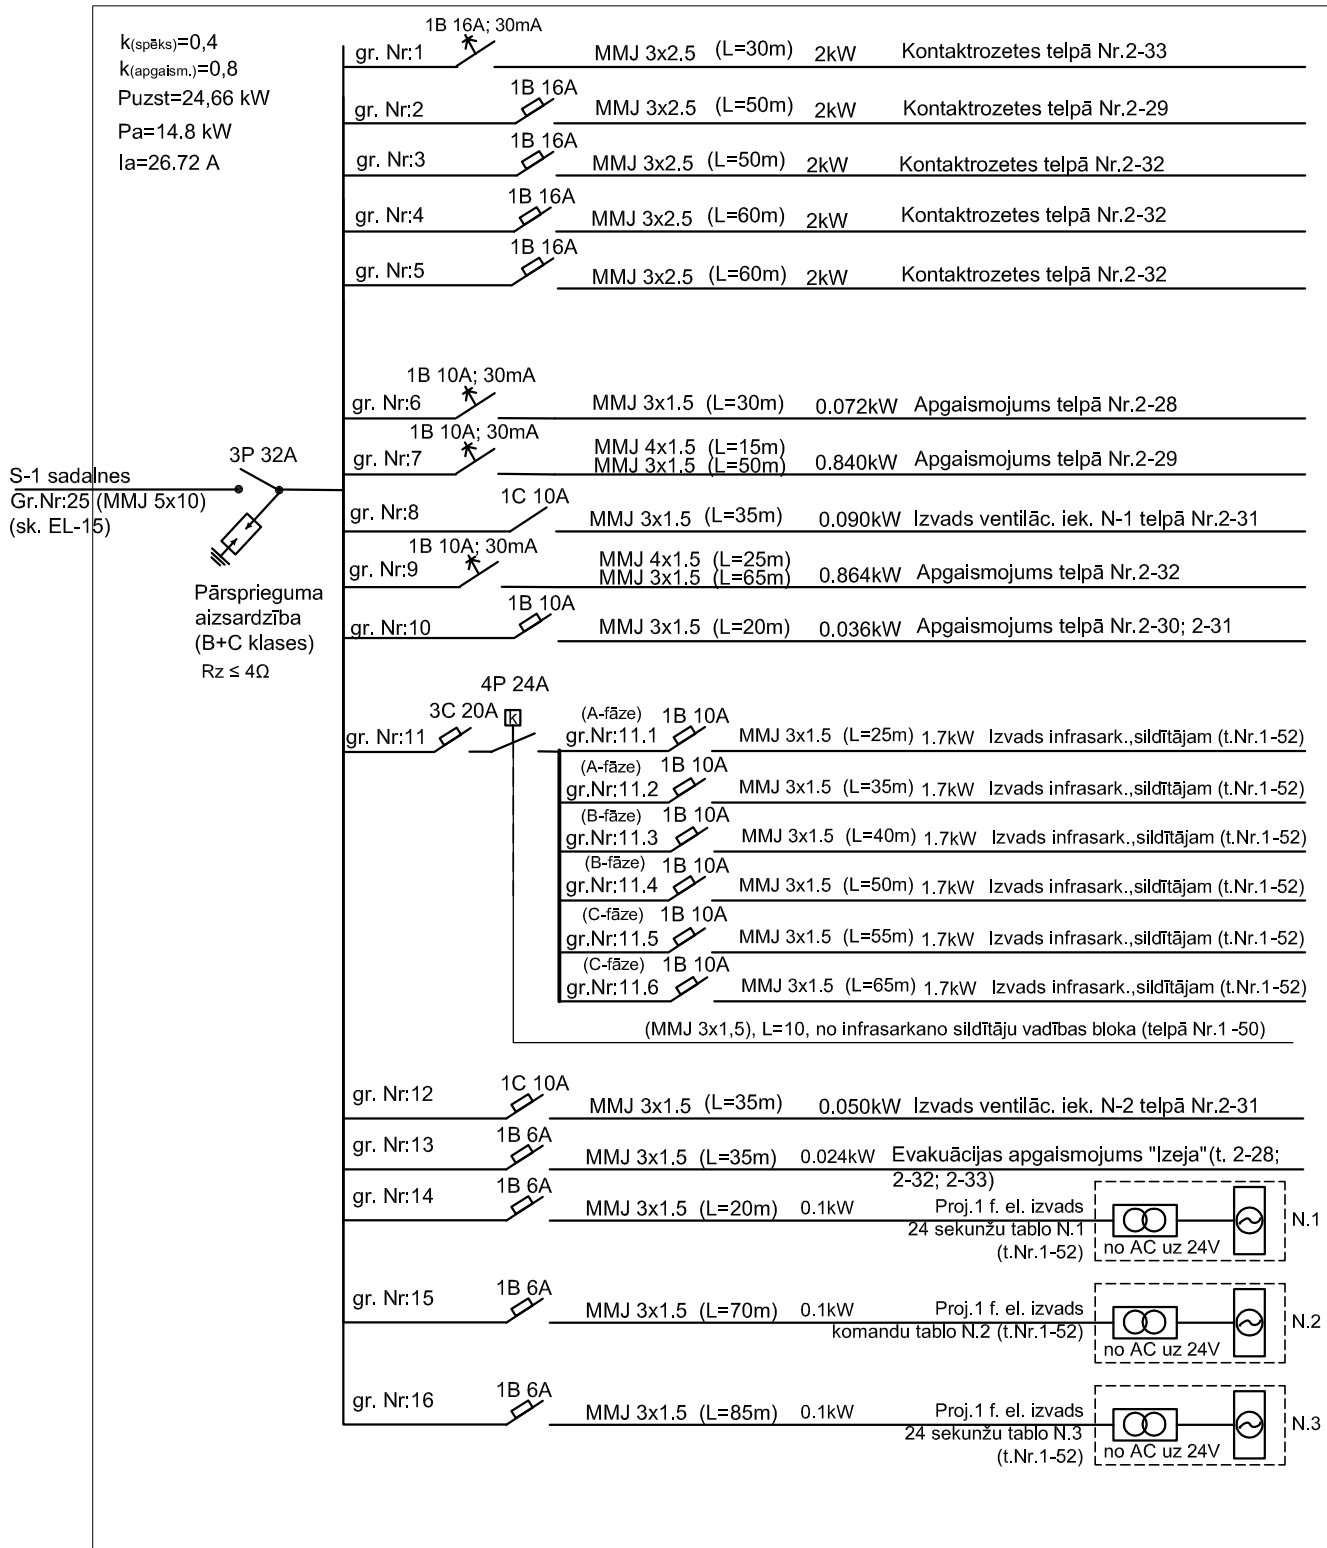 k(spēks)=0,4
k(apgaism.)=0,8
Puzst=24,66 kW
Pa=14.8 kW
Ia=26.72 A
S-1 sadalnes
Gr.Nr:25 (MMJ 5x10)
(sk. EL-15)
3P 32A
Pārsprieguma
aizsardzība
(B+C klases)
Rz ≤ 4Ω
gr. Nr:1 1B 16A; 30mA MMJ 3x2.5 (L=30m) 2kW Kontaktrozetes telpā Nr.2-33
gr. Nr:2 1B 16A MMJ 3x2.5 (L=50m) 2kW Kontaktrozetes telpā Nr.2-29
gr. Nr:3 1B 16A MMJ 3x2.5 (L=50m) 2kW Kontaktrozetes telpā Nr.2-32
gr. Nr:4 1B 16A MMJ 3x2.5 (L=60m) 2kW Kontaktrozetes telpā Nr.2-32
gr. Nr:5 1B 16A MMJ 3x2.5 (L=60m) 2kW Kontaktrozetes telpā Nr.2-32
gr. Nr:6 1B 10A; 30mA MMJ 3x1.5 (L=30m) 0.072kW Apgaismojums telpā Nr.2-28
gr. Nr:7 1B 10A; 30mA MMJ 4x1.5 (L=15m)
MMJ 3x1.5 (L=50m) 0.840kW Apgaismojums telpā Nr.2-29
gr. Nr:8 1C 10A MMJ 3x1.5 (L=35m) 0.090kW Izvads ventilāc. iek. N-1 telpā Nr.2-31
gr. Nr:9 1B 10A; 30mA MMJ 4x1.5 (L=25m)
MMJ 3x1.5 (L=65m) 0.864kW Apgaismojums telpā Nr.2-32
gr. Nr:10 1B 10A MMJ 3x1.5 (L=20m) 0.036kW Apgaismojums telpā Nr.2-30; 2-31
gr. Nr:11 3C 20A 4P 24A k
(A-fāze) gr.Nr:11.1 1B 10A MMJ 3x1.5 (L=25m) 1.7kW Izvads infrasark.,sildītājam (t.Nr.1-52)
(A-fāze) gr.Nr:11.2 1B 10A MMJ 3x1.5 (L=35m) 1.7kW Izvads infrasark.,sildītājam (t.Nr.1-52)
(B-fāze) gr.Nr:11.3 1B 10A MMJ 3x1.5 (L=40m) 1.7kW Izvads infrasark.,sildītājam (t.Nr.1-52)
(B-fāze) gr.Nr:11.4 1B 10A MMJ 3x1.5 (L=50m) 1.7kW Izvads infrasark.,sildītājam (t.Nr.1-52)
(C-fāze) gr.Nr:11.5 1B 10A MMJ 3x1.5 (L=55m) 1.7kW Izvads infrasark.,sildītājam (t.Nr.1-52)
(C-fāze) gr.Nr:11.6 1B 10A MMJ 3x1.5 (L=65m) 1.7kW Izvads infrasark.,sildītājam (t.Nr.1-52)
(MMJ 3x1,5), L=10, no infrasarkano sildītāju vadības bloka (telpā Nr.1-50)
gr. Nr:12 1C 10A MMJ 3x1.5 (L=35m) 0.050kW Izvads ventilāc. iek. N-2 telpā Nr.2-31
gr. Nr:13 1B 6A MMJ 3x1.5 (L=35m) 0.024kW Evakuācijas apgaismojums "Izeja"(t. 2-28;
2-32; 2-33)
gr. Nr:14 1B 6A MMJ 3x1.5 (L=20m) 0.1kW Proj.1 f. el. izvads
24 sekunžu tablo N.1
(t.Nr.1-52) no AC uz 24V N.1
gr. Nr:15 1B 6A MMJ 3x1.5 (L=70m) 0.1kW Proj.1 f. el. izvads
komandu tablo N.2 (t.Nr.1-52) no AC uz 24V N.2
gr. Nr:16 1B 6A MMJ 3x1.5 (L=85m) 0.1kW Proj.1 f. el. izvads
24 sekunžu tablo N.3
(t.Nr.1-52) no AC uz 24V N.3